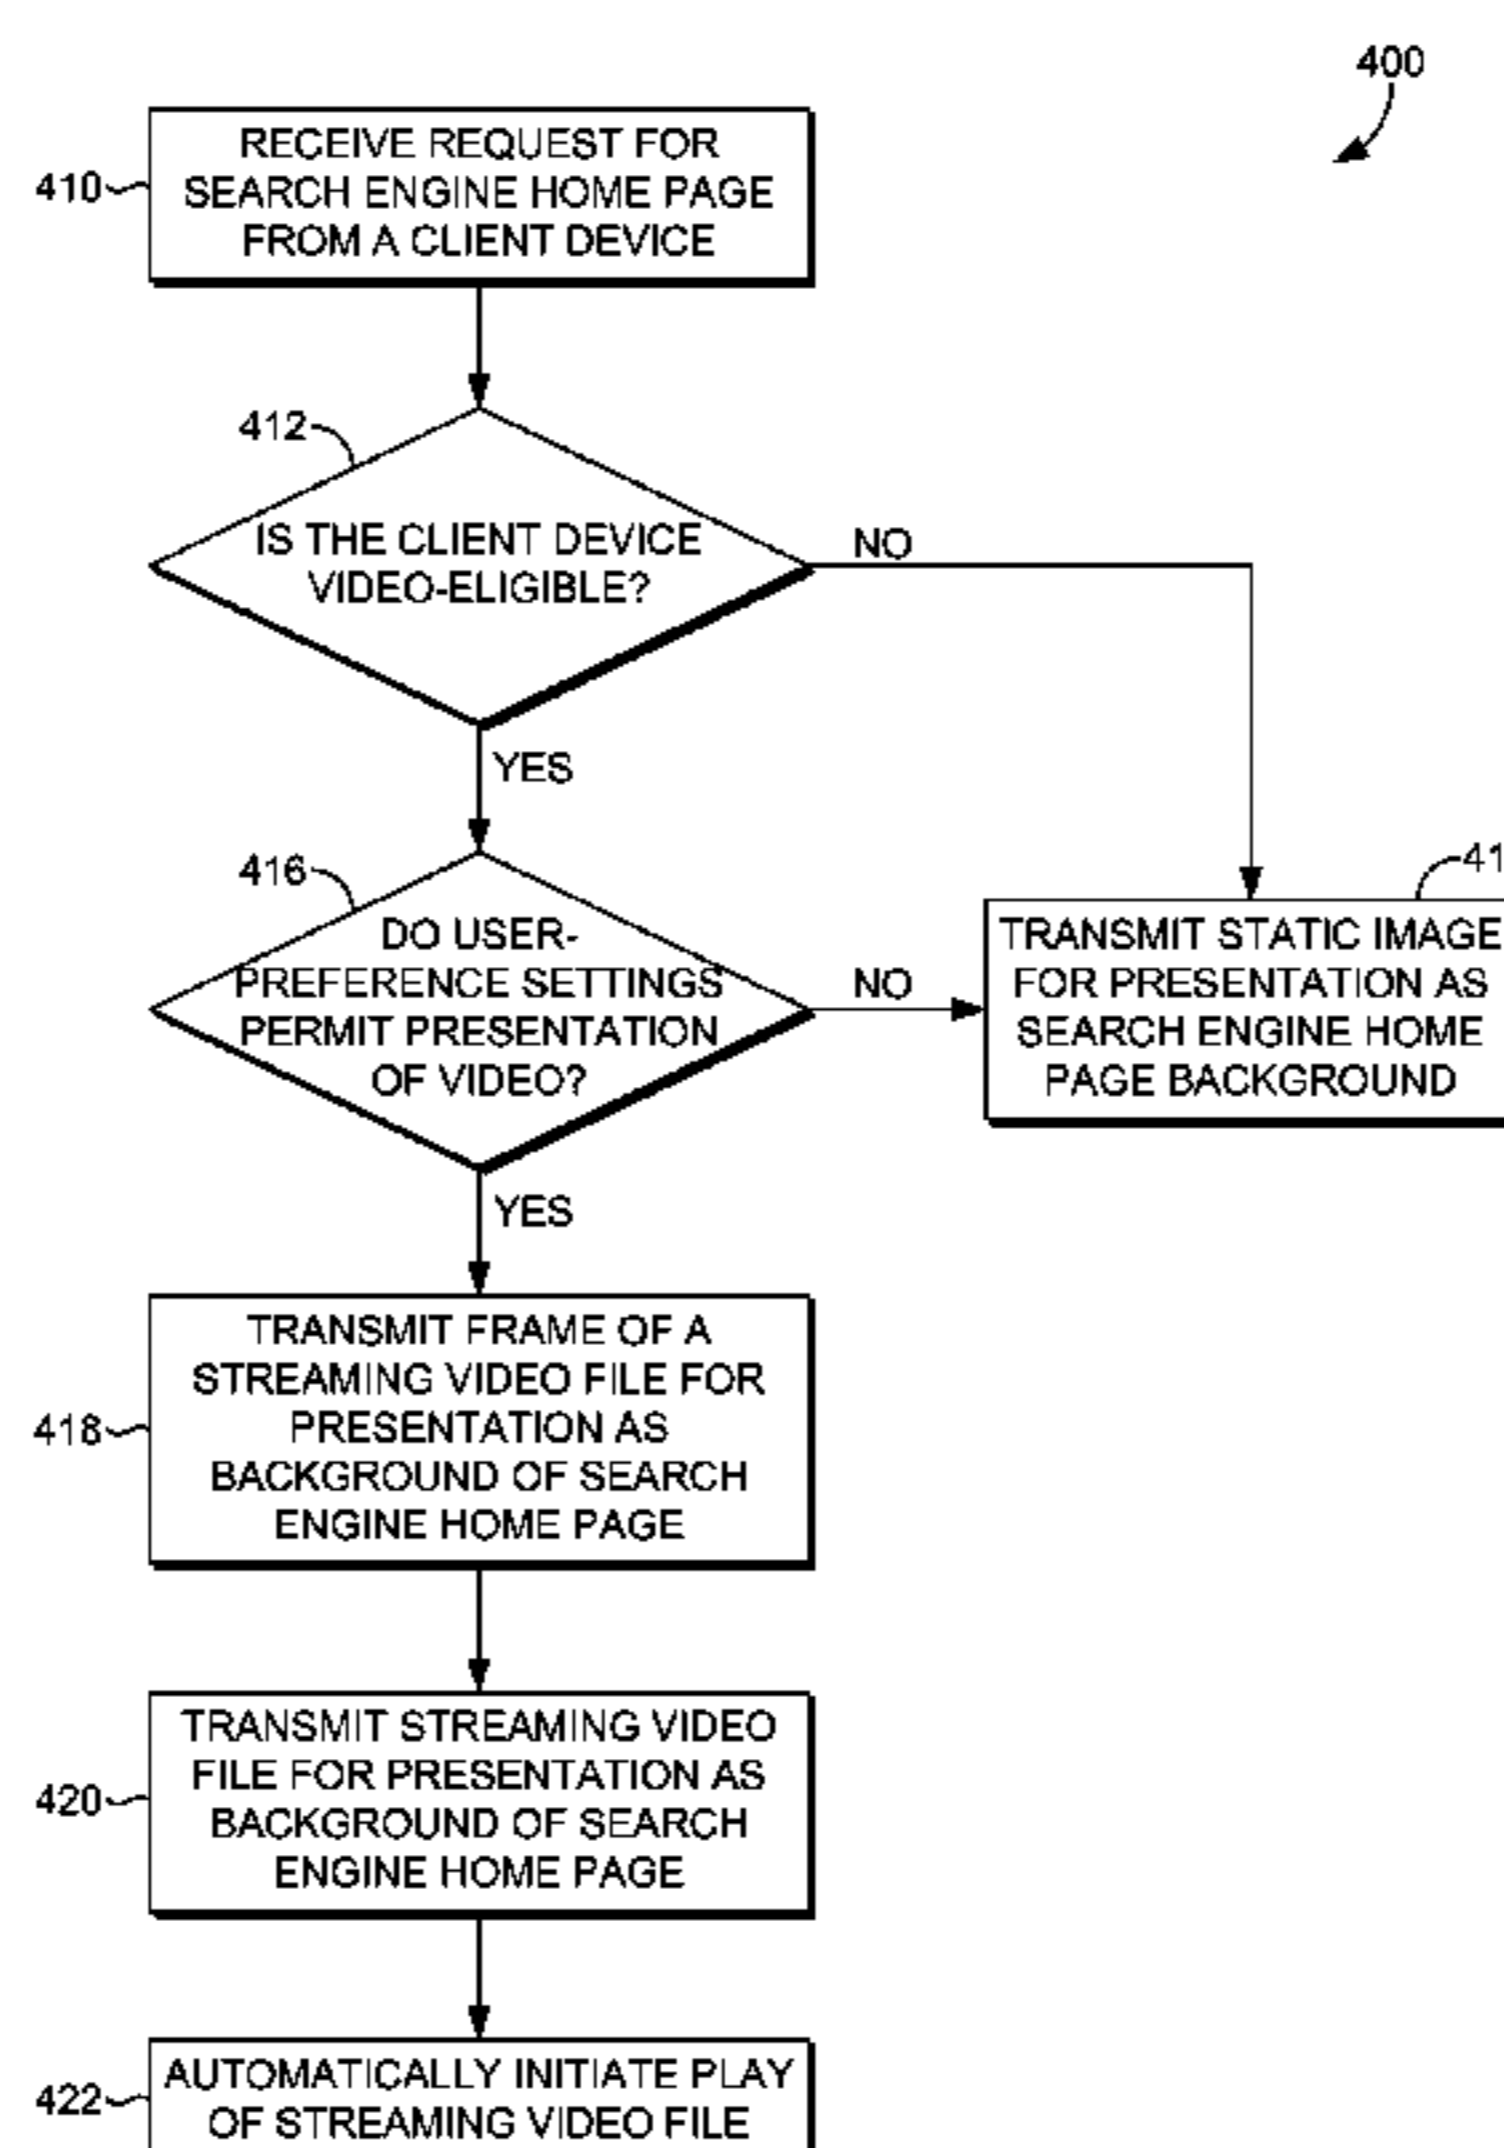 400
410
RECEIVE REQUEST FOR
SEARCH ENGINE HOME PAGE
FROM A CLIENT DEVICE
412
IS THE CLIENT DEVICE
VIDEO-ELIGIBLE?
NO
YES
416
DO USER-
PREFERENCE SETTINGS
PERMIT PRESENTATION
OF VIDEO?
NO
TRANSMIT STATIC IMAGE
FOR PRESENTATION AS
SEARCH ENGINE HOME
PAGE BACKGROUND
YES
418
TRANSMIT FRAME OF A
STREAMING VIDEO FILE FOR
PRESENTATION AS
BACKGROUND OF SEARCH
ENGINE HOME PAGE
420
TRANSMIT STREAMING VIDEO
FILE FOR PRESENTATION AS
BACKGROUND OF SEARCH
ENGINE HOME PAGE
422
AUTOMATICALLY INITIATE PLAY
OF STREAMING VIDEO FILE